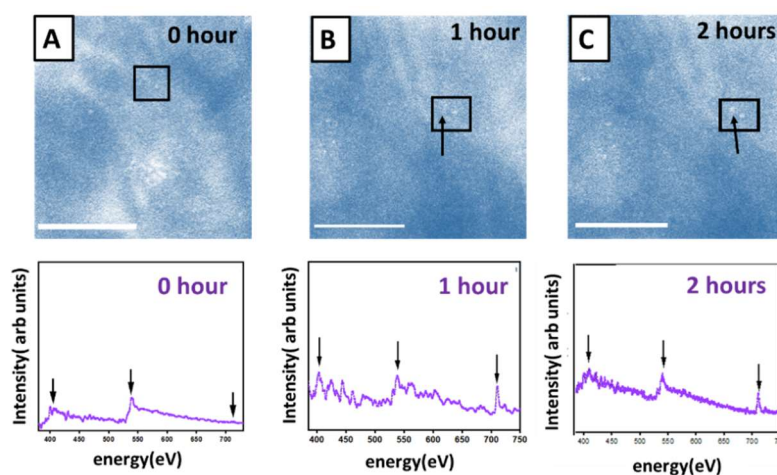 A 0 hour
B 1 hour
C 2 hours
0 hour
Intensity( arb units)
400 450 500 550 600 650 700
energy(eV)
1 hour
Intensity( arb units)
400 450 500 550 600 650 700 750
energy(eV)
2 hours
Intensity( arb units)
400 450 500 550 600 650 700 750
energy(eV)